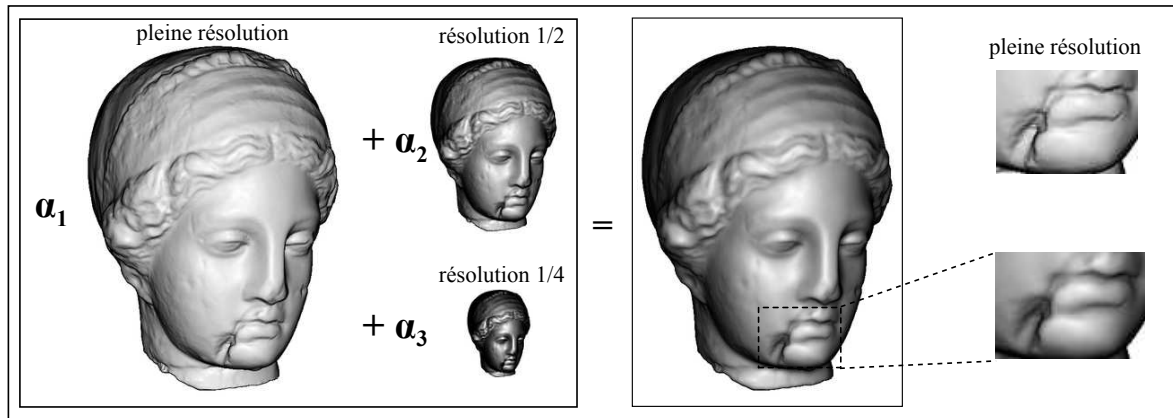 pleine résolution
résolution 1/2
α1
+ α2
résolution 1/4
+ α3
=
pleine résolution